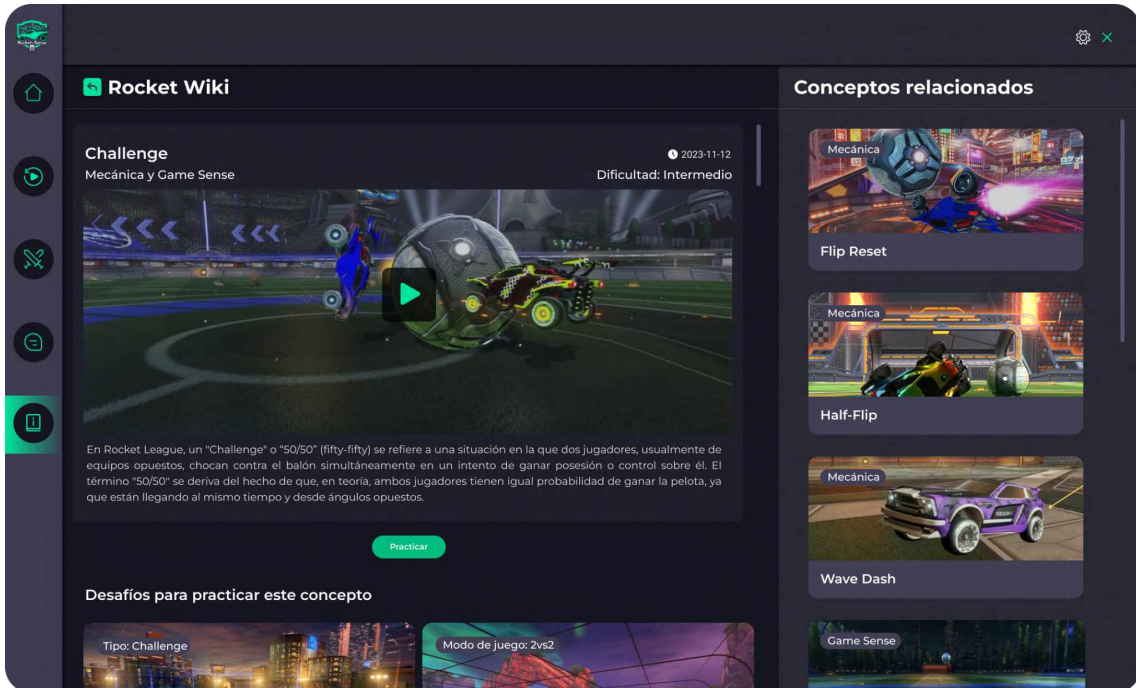 Rocket Wiki
Challenge
2023-11-12
Mecánica y Game Sense
Dificultad: Intermedio
En Rocket League, un "Challenge" o "50/50" (fifty-fifty) se refiere a una situación en la que dos jugadores, usualmente de
equipos opuestos, chocan contra el balón simultáneamente en un intento de ganar posesión o control sobre él. El
término "50/50" se deriva del hecho de que, en teoría, ambos jugadores tienen igual probabilidad de ganar la pelota, ya
que están llegando al mismo tiempo y desde ángulos opuestos.
Practicar
Desafíos para practicar este concepto
Tipo: Challenge
Modo de juego: 2vs2
Conceptos relacionados
Mecánica
Flip Reset
Mecánica
Half-Flip
Mecánica
Wave Dash
Game Sense